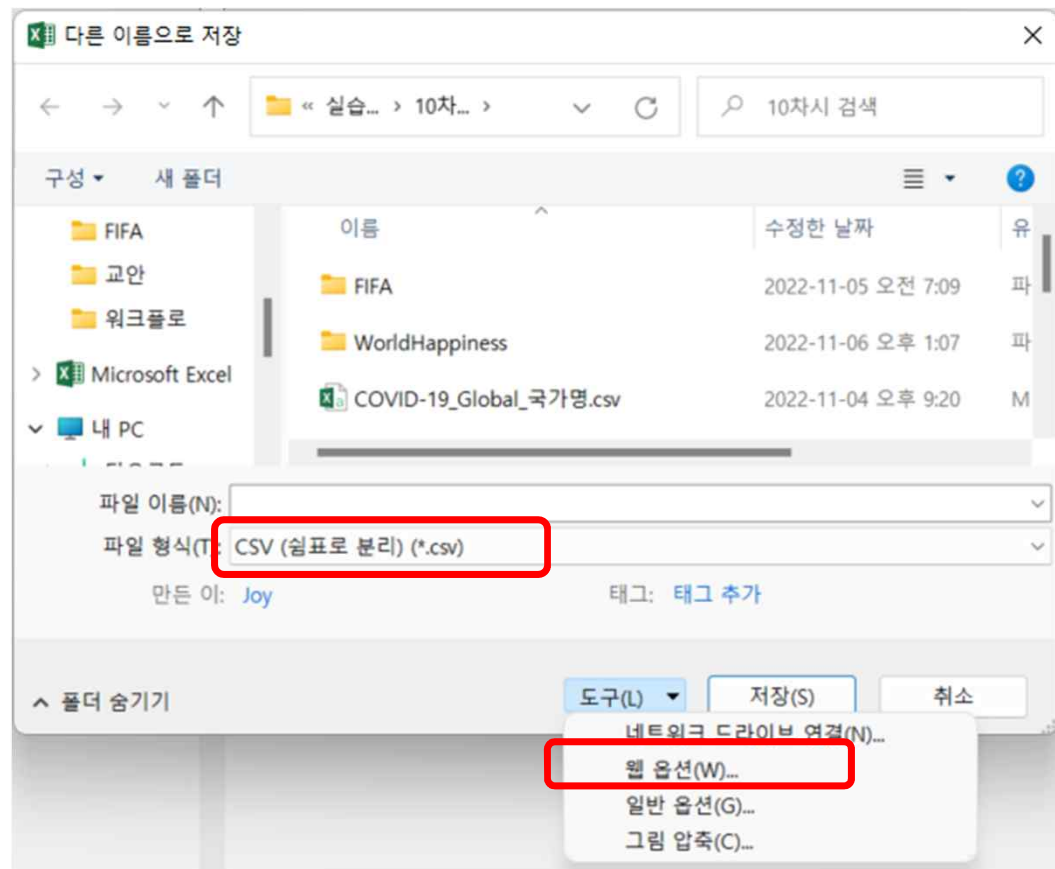 다른 이름으로 저장
« 실습... › 10차... ›
10차시 검색
구성
새 폴더
FIFA
교안
워크플로
Microsoft Excel
내 PC
이름
수정한 날짜
유
FIFA
2022-11-05 오전 7:09
파
WorldHappiness
2022-11-06 오후 1:07
파
COVID-19_Global_국가명.csv
2022-11-04 오후 9:20
M
파일 이름(N):
파일 형식(T):
CSV (쉼표로 분리) (*.csv)
만든 이: Joy
태그: 태그 추가
폴더 숨기기
도구(L)
저장(S)
취소
네트워크 드라이브 연결(N)...
웹 옵션(W)...
일반 옵션(G)...
그림 압축(C)...